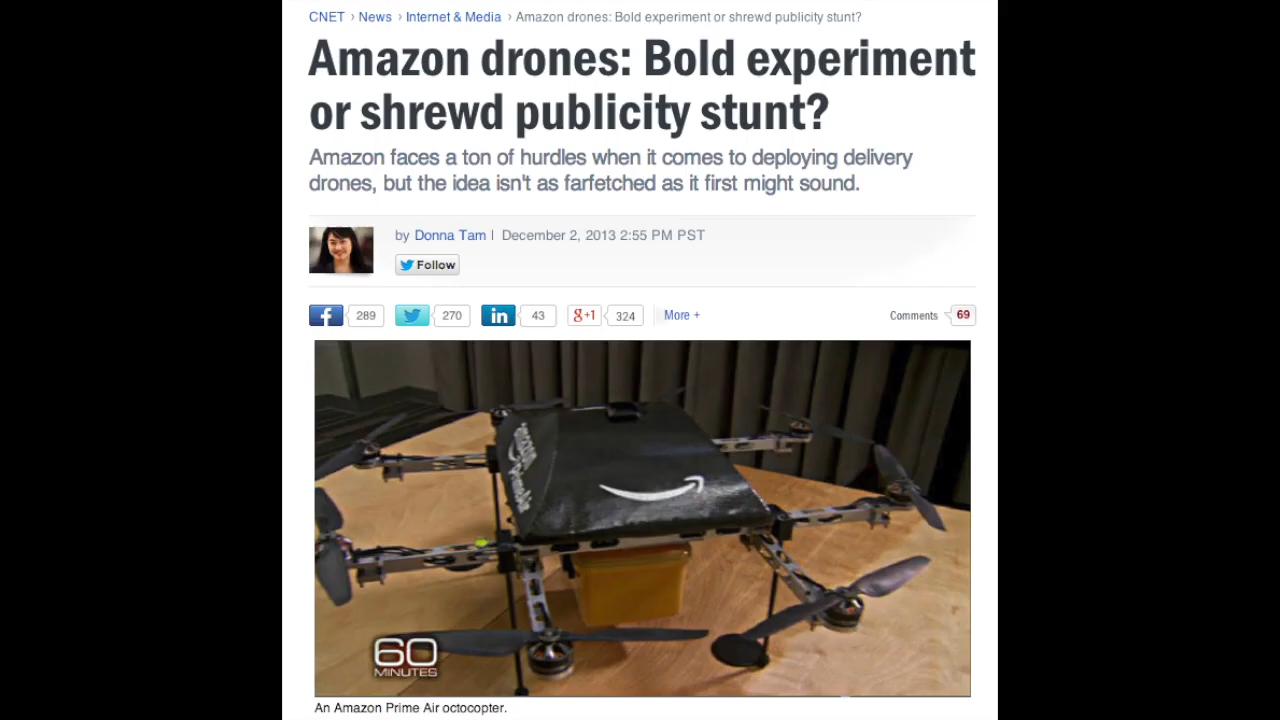 CNET › News › Internet & Media › Amazon drones: Bold experiment or shrewd publicity stunt?
Amazon drones: Bold experiment
or shrewd publicity stunt?
Amazon faces a ton of hurdles when it comes to deploying delivery
drones, but the idea isn't as farfetched as it first might sound.
by Donna Tam | December 2, 2013 2:55 PM PST
Follow
f 289 270 in 43 g+1 324 More + Comments 69
60
MINUTES
An Amazon Prime Air octocopter.